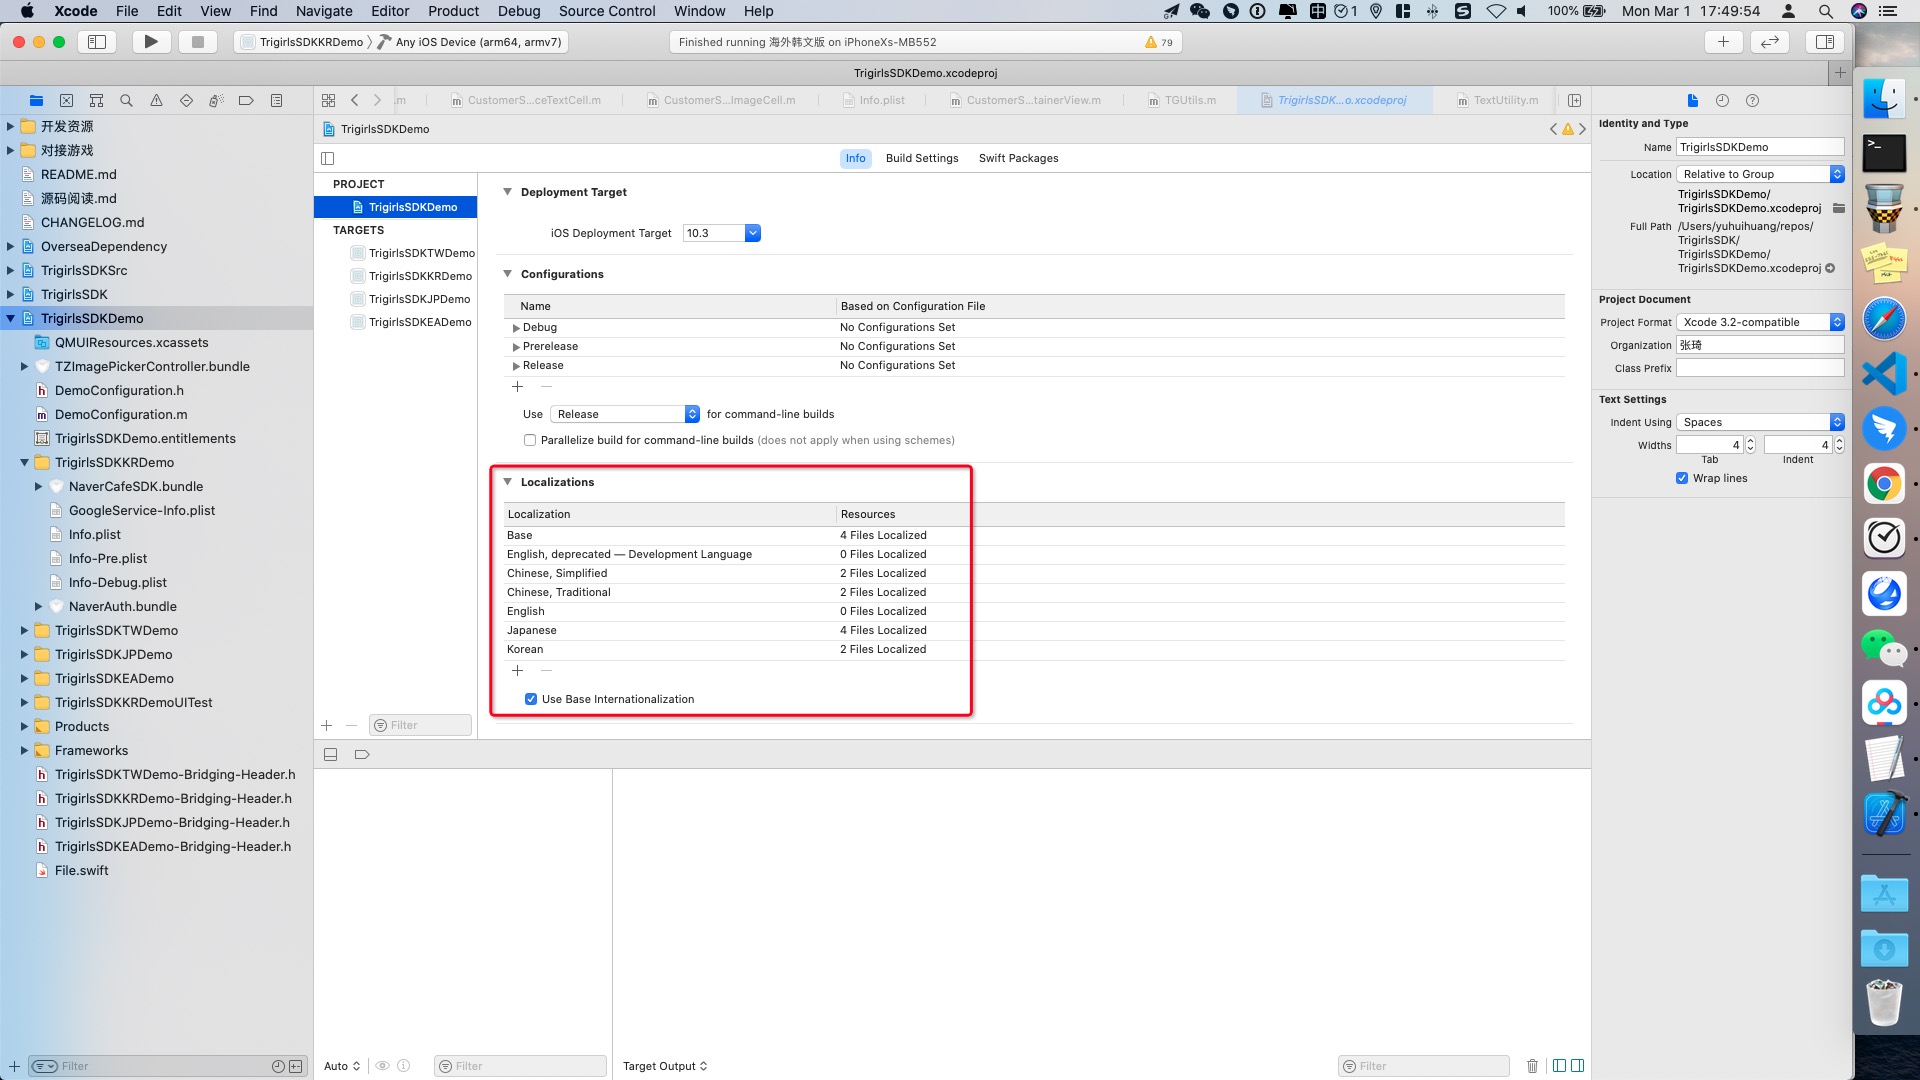 Xcode File Edit View Find Navigate Editor Product Debug Source Control Window Help 1 100% Mon Mar 1 17:49:54
TrigirlsSDKKRDemo Any iOS Device (arm64, armv7) Finished running 海外韩文版 on iPhoneXs-MB552 79
TrigirlsSDKDemo.xcodeproj
.m CustomerS...ceTextCell.m CustomerS...ImageCell.m Info.plist CustomerS...tainerView.m TGUtils.m TrigirlsSDK...o.xcodeproj TextUtility.m
TrigirlsSDKDemo
开发资源
对接游戏
README.md
源码阅读.md
CHANGELOG.md
OverseaDependency
TrigirlsSDKSrc
TrigirlsSDK
TrigirlsSDKDemo
QMUIResources.xcassets
TZImagePickerController.bundle
DemoConfiguration.h
DemoConfiguration.m
TrigirlsSDKDemo.entitlements
TrigirlsSDKKRDemo
NaverCafeSDK.bundle
GoogleService-Info.plist
Info.plist
Info-Pre.plist
Info-Debug.plist
NaverAuth.bundle
TrigirlsSDKTWDemo
TrigirlsSDKJPDemo
TrigirlsSDKEADemo
TrigirlsSDKKRDemoUITest
Products
Frameworks
TrigirlsSDKTWDemo-Bridging-Header.h
TrigirlsSDKKRDemo-Bridging-Header.h
TrigirlsSDKJPDemo-Bridging-Header.h
TrigirlsSDKEADemo-Bridging-Header.h
File.swift
Filter
PROJECT
TrigirlsSDKDemo
TARGETS
TrigirlsSDKTWDemo
TrigirlsSDKKRDemo
TrigirlsSDKJPDemo
TrigirlsSDKEADemo
Filter
Info Build Settings Swift Packages
Deployment Target
iOS Deployment Target 10.3
Configurations
Name Based on Configuration File
Debug No Configurations Set
Prerelease No Configurations Set
Release No Configurations Set
Use Release for command-line builds
Parallelize build for command-line builds (does not apply when using schemes)
Localizations
Localization Resources
Base 4 Files Localized
English, deprecated — Development Language 0 Files Localized
Chinese, Simplified 2 Files Localized
Chinese, Traditional 2 Files Localized
English 0 Files Localized
Japanese 4 Files Localized
Korean 2 Files Localized
Use Base Internationalization
Auto Filter Target Output Filter
Identity and Type
Name TrigirlsSDKDemo
Location Relative to Group
TrigirlsSDKDemo/
TrigirlsSDKDemo.xcodeproj
Full Path /Users/yuhuihuang/repos/
TrigirlsSDK/
TrigirlsSDKDemo/
TrigirlsSDKDemo.xcodeproj
Project Document
Project Format Xcode 3.2-compatible
Organization 张琦
Class Prefix
Text Settings
Indent Using Spaces
Widths 4 4
Tab Indent
Wrap lines